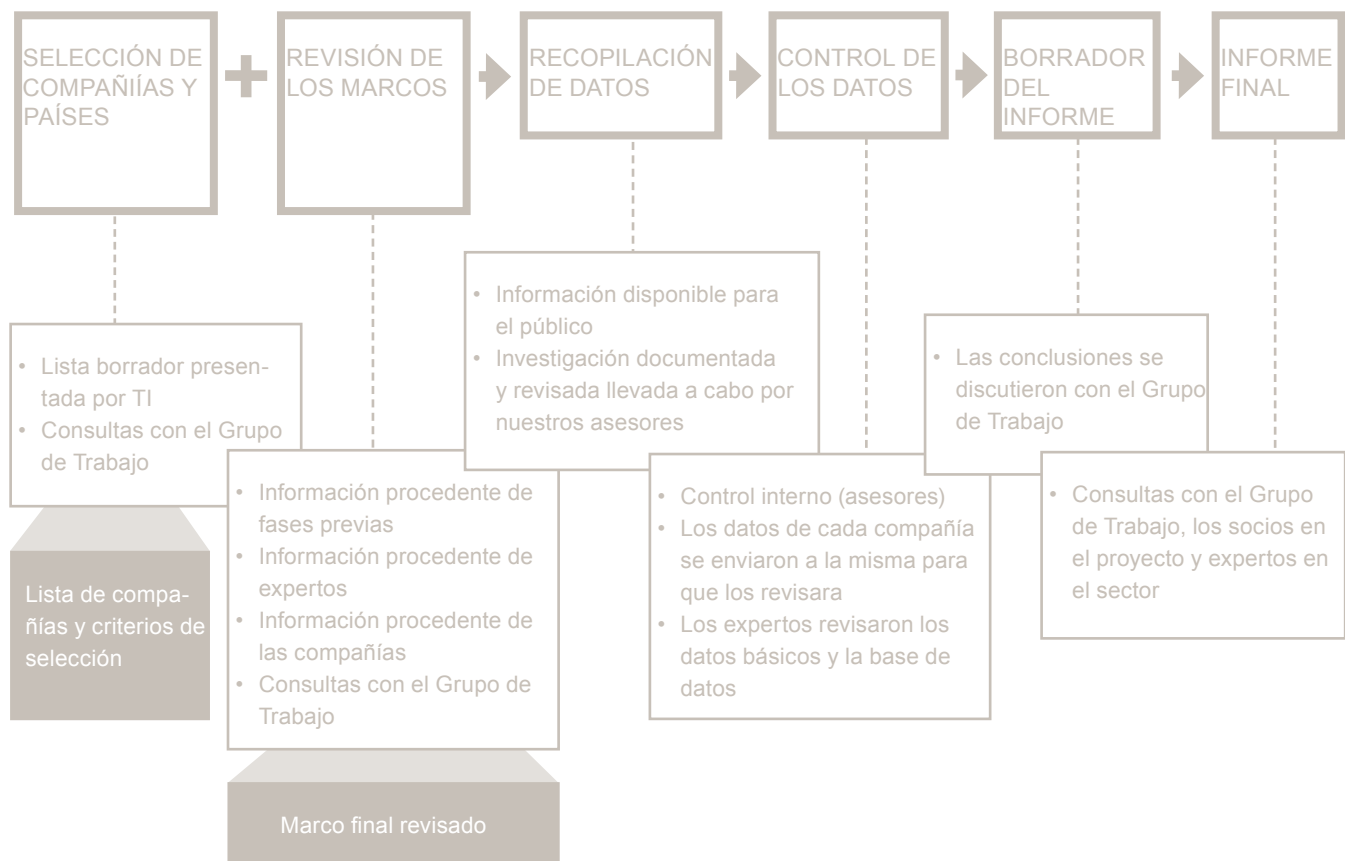 SELECCIÓN DE
COMPAÑIÍAS Y
PAÍSES
REVISIÓN DE
LOS MARCOS
RECOPILACIÓN
DE DATOS
CONTROL DE
LOS DATOS
BORRADOR
DEL
INFORME
INFORME
FINAL
• Lista borrador presen-
tada por TI
• Consultas con el Grupo
de Trabajo
Lista de compa-
ñías y criterios de
selección
• Información procedente de
fases previas
• Información procedente de
expertos
• Información procedente de
las compañías
• Consultas con el Grupo de
Trabajo
Marco final revisado
• Información disponible para
el público
• Investigación documentada
y revisada llevada a cabo por
nuestros asesores
• Control interno (asesores)
• Los datos de cada compañía
se enviaron a la misma para
que los revisara
• Los expertos revisaron los
datos básicos y la base de
datos
• Las conclusiones se
discutieron con el Grupo
de Trabajo
• Consultas con el Grupo
de Trabajo, los socios en
el proyecto y expertos en
el sector